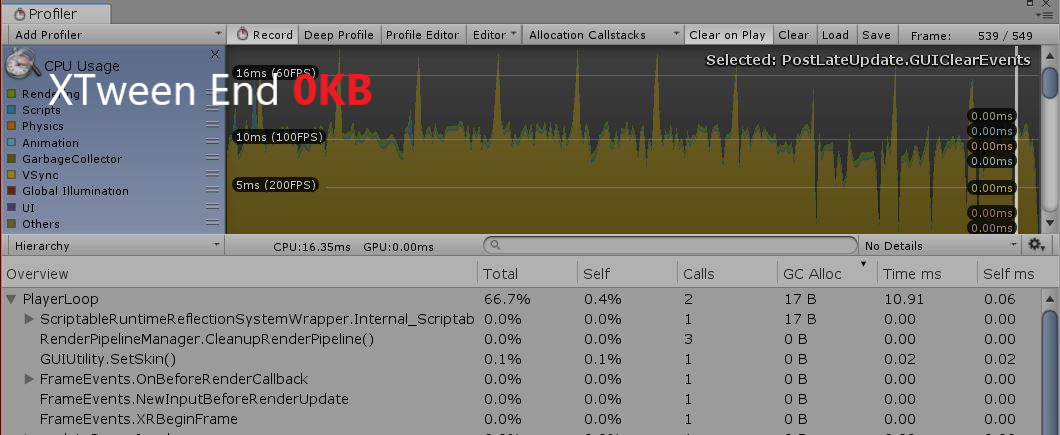 Profiler
Add Profiler Record Deep Profile Profile Editor Editor Allocation Callstacks Clear on Play Clear Load Save Frame: 539 / 549
Selected: PostLateUpdate.GUIClearEvents
CPU Usage
16ms (60FPS)
XTween End 0KB
Rendering
Scripts
Physics
Animation
GarbageCollector
VSync
Global Illumination
UI
Others
10ms (100FPS)
5ms (200FPS)
0.00ms
0.00ms
0.00ms
0.00ms
0.00ms
0.00ms
0.00ms
Hierarchy CPU:16.35ms GPU:0.00ms No Details
Overview Total Self Calls GC Alloc Time ms Self ms
PlayerLoop 66.7% 0.4% 2 17 B 10.91 0.06
ScriptableRuntimeReflectionSystemWrapper.Internal_Scriptab 0.0% 0.0% 1 17 B 0.00 0.00
RenderPipelineManager.CleanupRenderPipeline() 0.0% 0.0% 3 0 B 0.00 0.00
GUIUtility.SetSkin() 0.1% 0.1% 1 0 B 0.02 0.02
FrameEvents.OnBeforeRenderCallback 0.0% 0.0% 1 0 B 0.00 0.00
FrameEvents.NewInputBeforeRenderUpdate 0.0% 0.0% 1 0 B 0.00 0.00
FrameEvents.XRBeginFrame 0.0% 0.0% 1 0 B 0.00 0.00